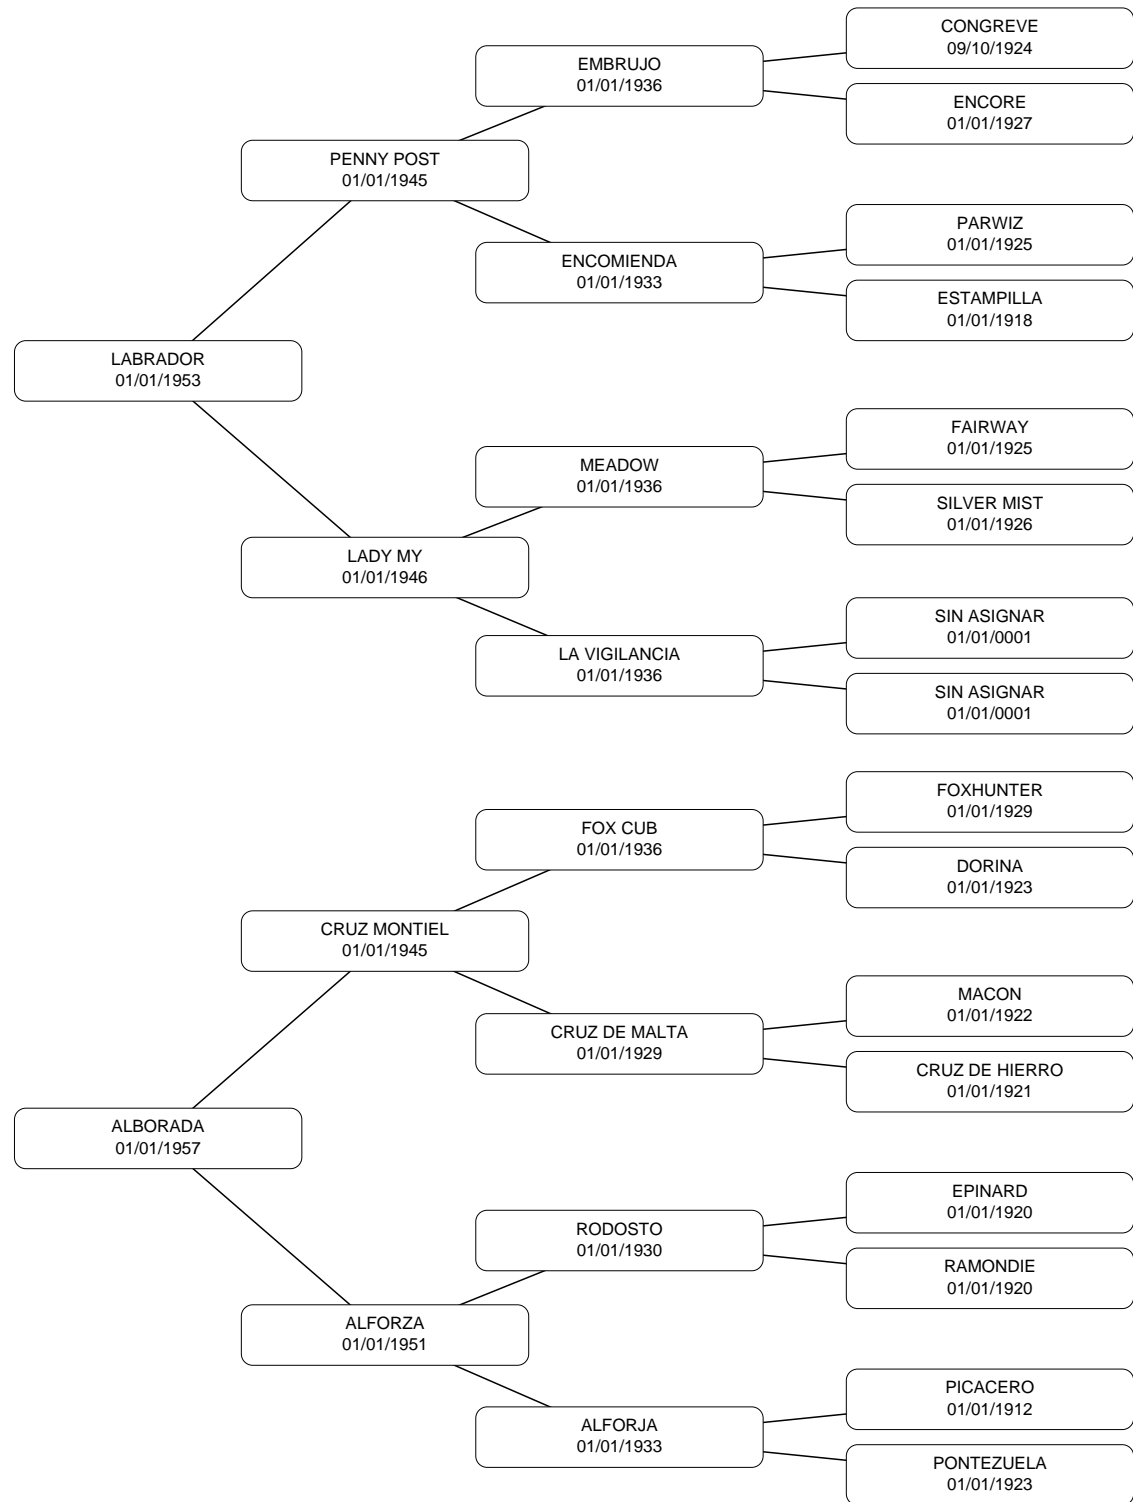 CONGREVE
09/10/1924
EMBRUJO
01/01/1936
ENCORE
01/01/1927
PENNY POST
01/01/1945
PARWIZ
01/01/1925
ENCOMIENDA
01/01/1933
ESTAMPILLA
01/01/1918
LABRADOR
01/01/1953
FAIRWAY
01/01/1925
MEADOW
01/01/1936
SILVER MIST
01/01/1926
LADY MY
01/01/1946
SIN ASIGNAR
01/01/0001
LA VIGILANCIA
01/01/1936
SIN ASIGNAR
01/01/0001
FOXHUNTER
01/01/1929
FOX CUB
01/01/1936
DORINA
01/01/1923
CRUZ MONTIEL
01/01/1945
MACON
01/01/1922
CRUZ DE MALTA
01/01/1929
CRUZ DE HIERRO
01/01/1921
ALBORADA
01/01/1957
EPINARD
01/01/1920
RODOSTO
01/01/1930
RAMONDIE
01/01/1920
ALFORZA
01/01/1951
PICACERO
01/01/1912
ALFORJA
01/01/1933
PONTEZUELA
01/01/1923